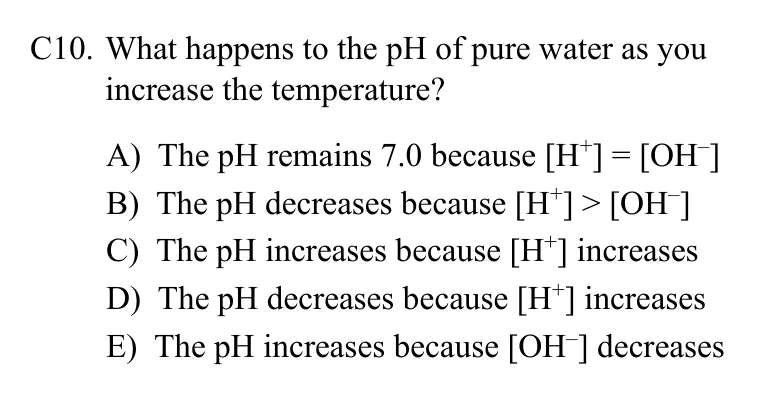 C10. What happens to the pH of pure water as you
increase the temperature?
A) The pH remains 7.0 because [H⁺] = [OH⁻]
B) The pH decreases because [H⁺] > [OH⁻]
C) The pH increases because [H⁺] increases
D) The pH decreases because [H⁺] increases
E) The pH increases because [OH⁻] decreases